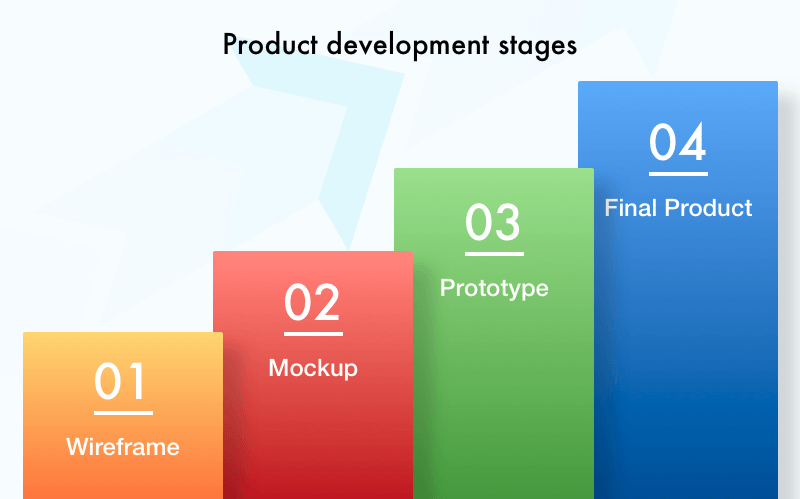 Product development stages
01
Wireframe
02
Mockup
03
Prototype
04
Final Product